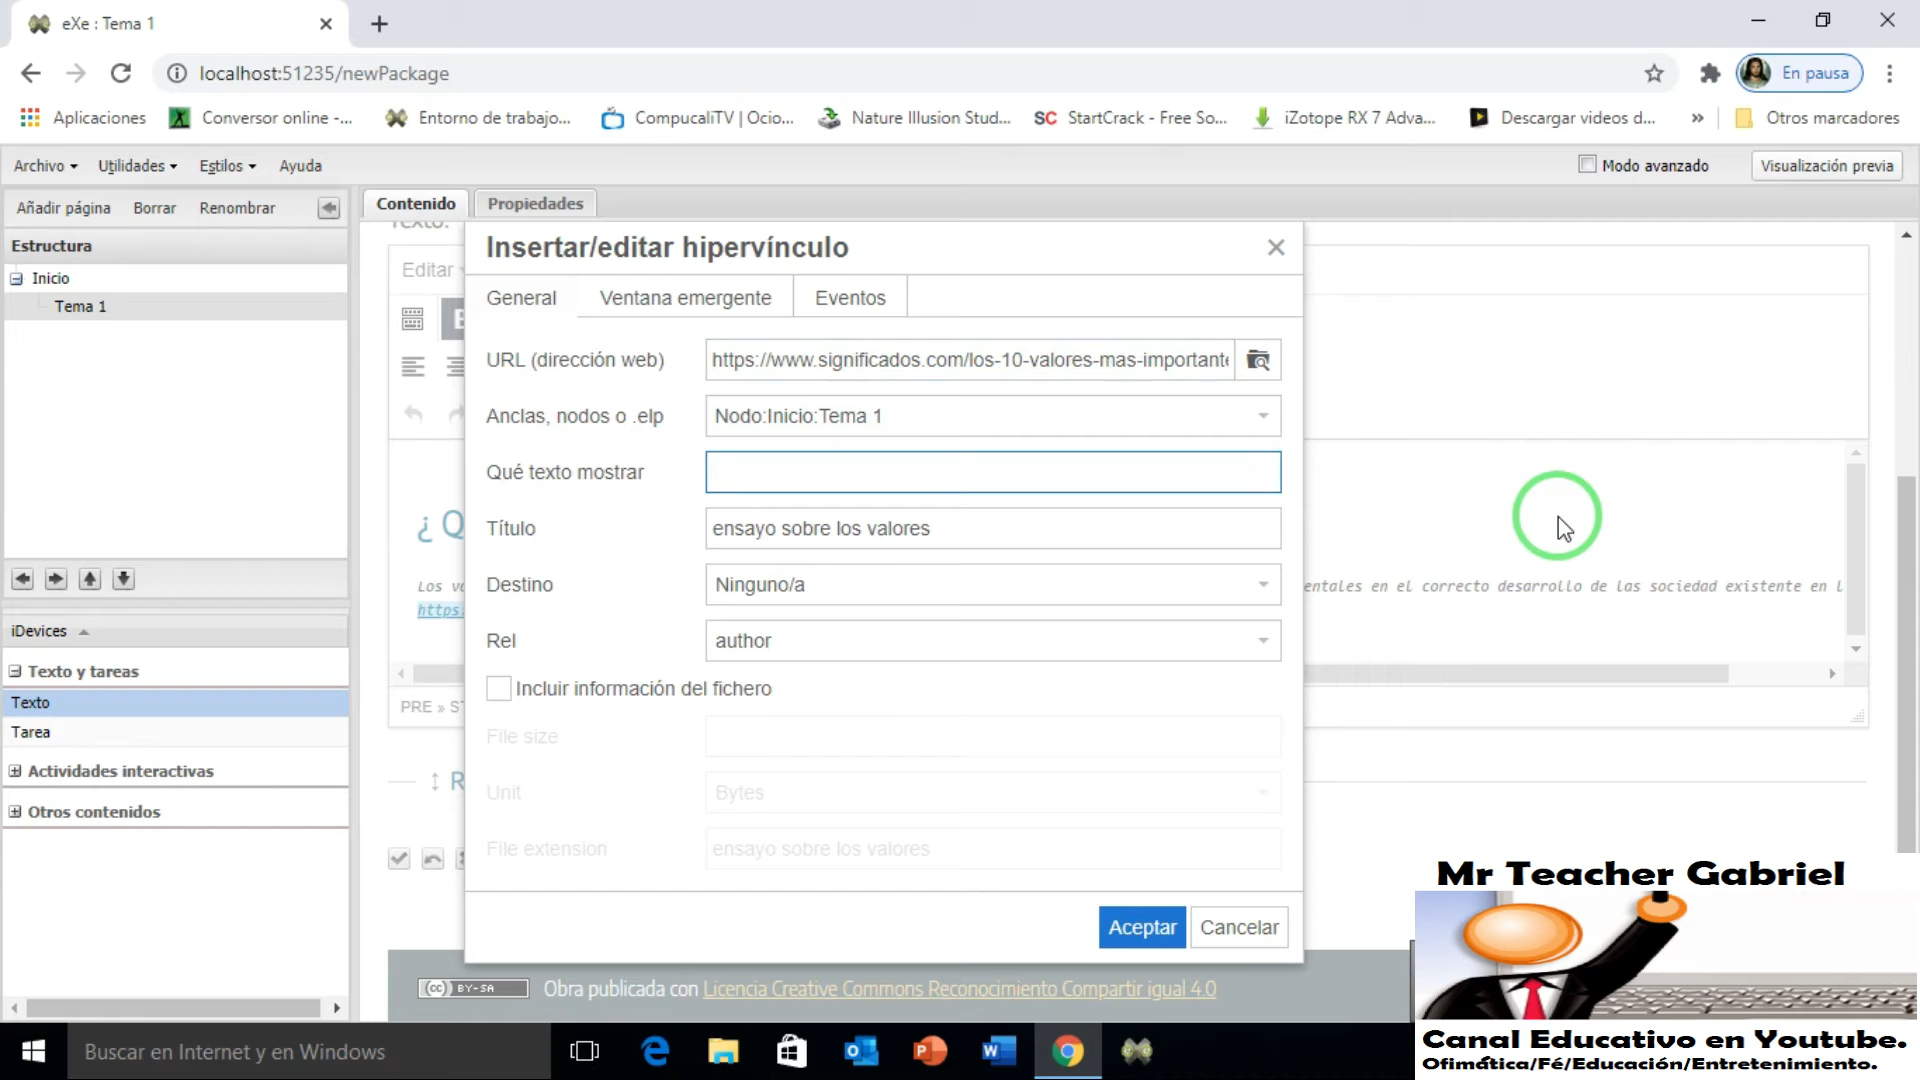 eXe : Tema 1
localhost:51235/newPackage
En pausa
Aplicaciones
Conversor online -...
Entorno de trabajo...
CompucaliTV | Ocio...
Nature Illusion Stud...
SC StartCrack - Free So...
iZotope RX 7 Adva...
Descargar videos d...
»
Otros marcadores
Archivo
Utilidades
Estilos
Ayuda
Modo avanzado
Visualización previa
Añadir página
Borrar
Renombrar
Contenido
Propiedades
Estructura
Inicio
Tema 1
Texto:
Editar
Insertar/editar hipervínculo
General
Ventana emergente
Eventos
URL (dirección web)
https://www.significados.com/los-10-valores-mas-importante
Anclas, nodos o .elp
Nodo:Inicio:Tema 1
Qué texto mostrar
Título
ensayo sobre los valores
Destino
Ninguno/a
Rel
author
Incluir información del fichero
File size
Unit
Bytes
File extension
ensayo sobre los valores
Aceptar
Cancelar
¿ Q
Los
entales en el correcto desarrollo de las sociedad existente en l
https:
PRE » S
R
iDevices
Texto y tareas
Texto
Tarea
Actividades interactivas
Otros contenidos
cc BY-SA
Obra publicada con Licencia Creative Commons Reconocimiento Compartir igual 4.0
Mr Teacher Gabriel
Canal Educativo en Youtube.
Ofimática/Fé/Educación/Entretenimiento.
Buscar en Internet y en Windows